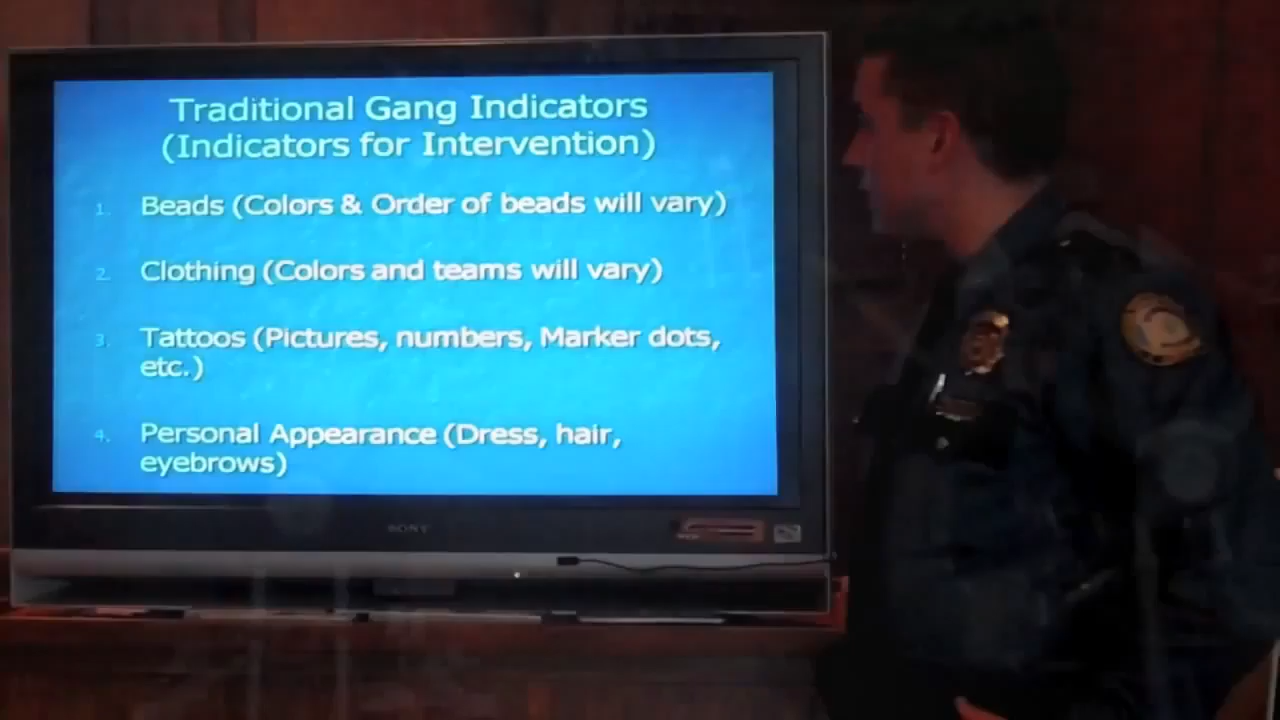 Traditional Gang Indicators
(Indicators for Intervention)
1. Beads (Colors & Order of beads will vary)
2. Clothing (Colors and teams will vary)
3. Tattoos (Pictures, numbers, Marker dots,
etc.)
4. Personal Appearance (Dress, hair,
eyebrows)
SONY